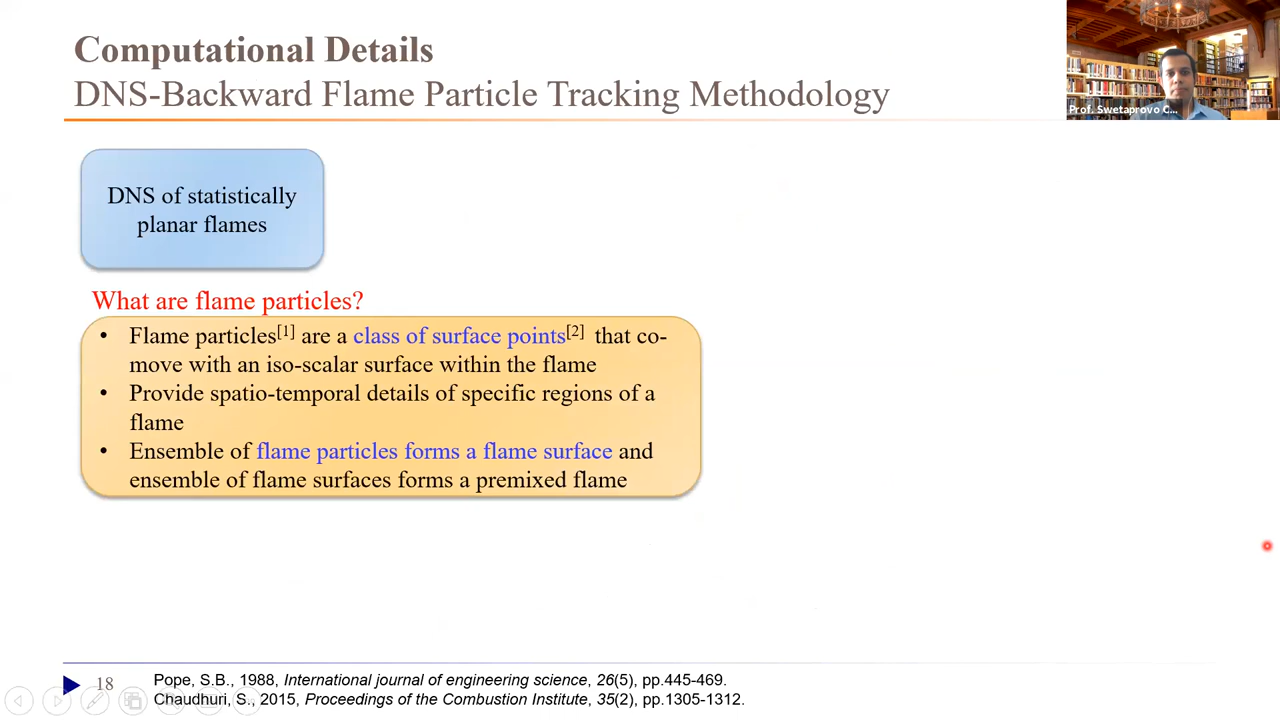 Computational Details
DNS-Backward Flame Particle Tracking Methodology
Prof. Swetaprovo C...
DNS of statistically
planar flames
What are flame particles?
• Flame particles[1] are a class of surface points[2] that co-
move with an iso-scalar surface within the flame
• Provide spatio-temporal details of specific regions of a
flame
• Ensemble of flame particles forms a flame surface and
ensemble of flame surfaces forms a premixed flame
18
Pope, S.B., 1988, International journal of engineering science, 26(5), pp.445-469.
Chaudhuri, S., 2015, Proceedings of the Combustion Institute, 35(2), pp.1305-1312.